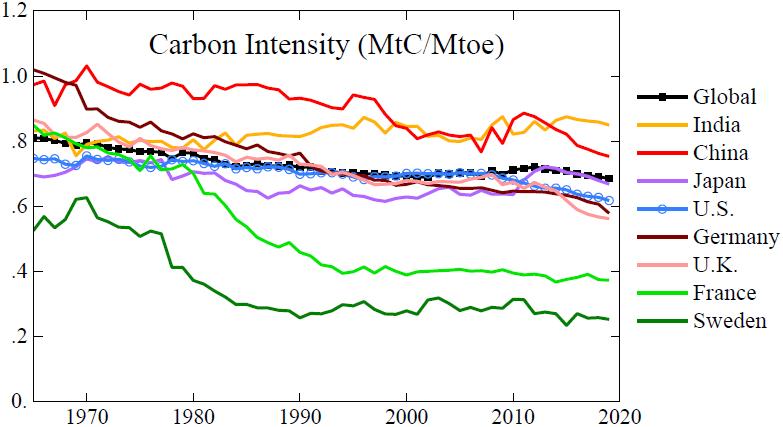 Carbon Intensity (MtC/Mtoe)
1.2
1.0
.8
.6
.4
.2
0.
1970 1980 1990 2000 2010 2020
Global
India
China
Japan
U.S.
Germany
U.K.
France
Sweden